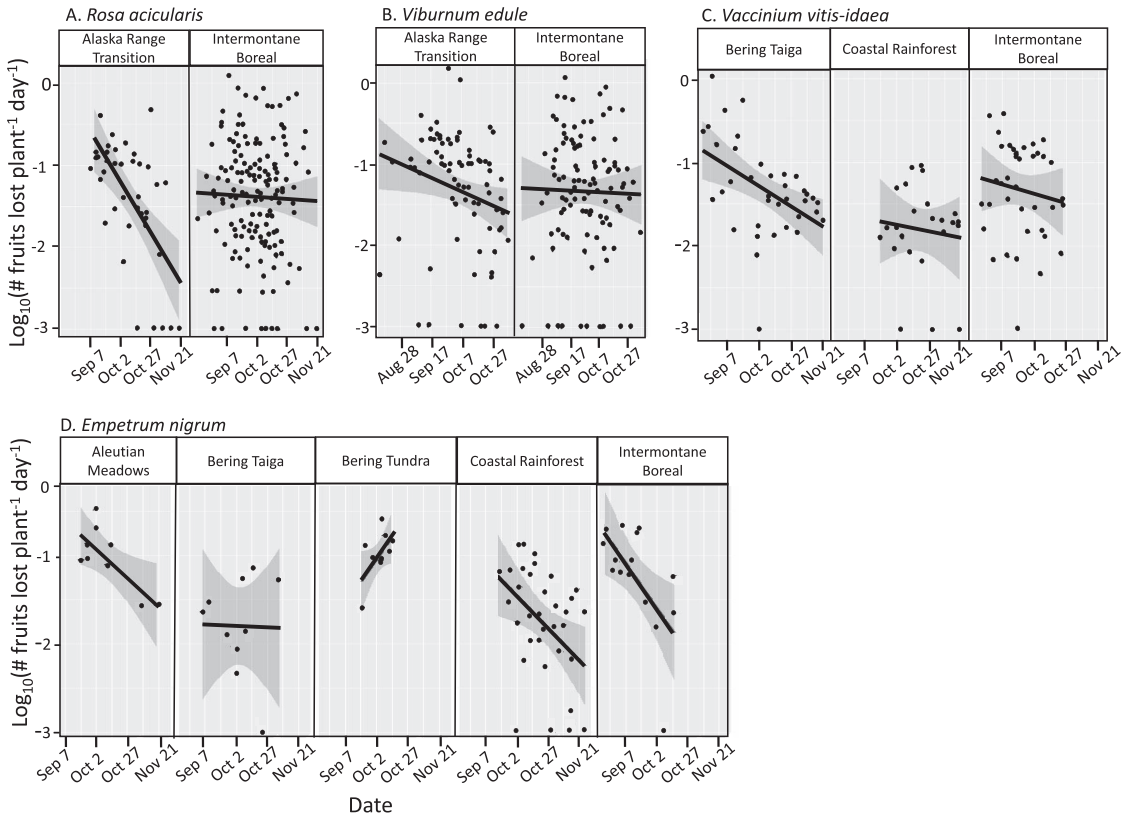 A. Rosa acicularis
B. Viburnum edule
C. Vaccinium vitis-idaea
Alaska Range Transition
Intermontane Boreal
Alaska Range Transition
Intermontane Boreal
Bering Taiga
Coastal Rainforest
Intermontane Boreal
Log10(# fruits lost plant-1 day-1)
0
-1
-2
-3
0
-1
-2
-3
0
-1
-2
-3
Sep 7 Oct 2 Oct 27 Nov 21
Sep 7 Oct 2 Oct 27 Nov 21
Aug 28 Sep 17 Oct 7 Oct 27
Aug 28 Sep 17 Oct 7 Oct 27
Sep 7 Oct 2 Oct 27 Nov 21
Sep 7 Oct 2 Oct 27 Nov 21
Sep 7 Oct 2 Oct 27 Nov 21
D. Empetrum nigrum
Aleutian Meadows
Bering Taiga
Bering Tundra
Coastal Rainforest
Intermontane Boreal
Log10(# fruits lost plant-1 day-1)
0
-1
-2
-3
Sep 7 Oct 2 Oct 27 Nov 21
Sep 7 Oct 2 Oct 27 Nov 21
Sep 7 Oct 2 Oct 27 Nov 21
Sep 7 Oct 2 Oct 27 Nov 21
Sep 7 Oct 2 Oct 27 Nov 21
Date